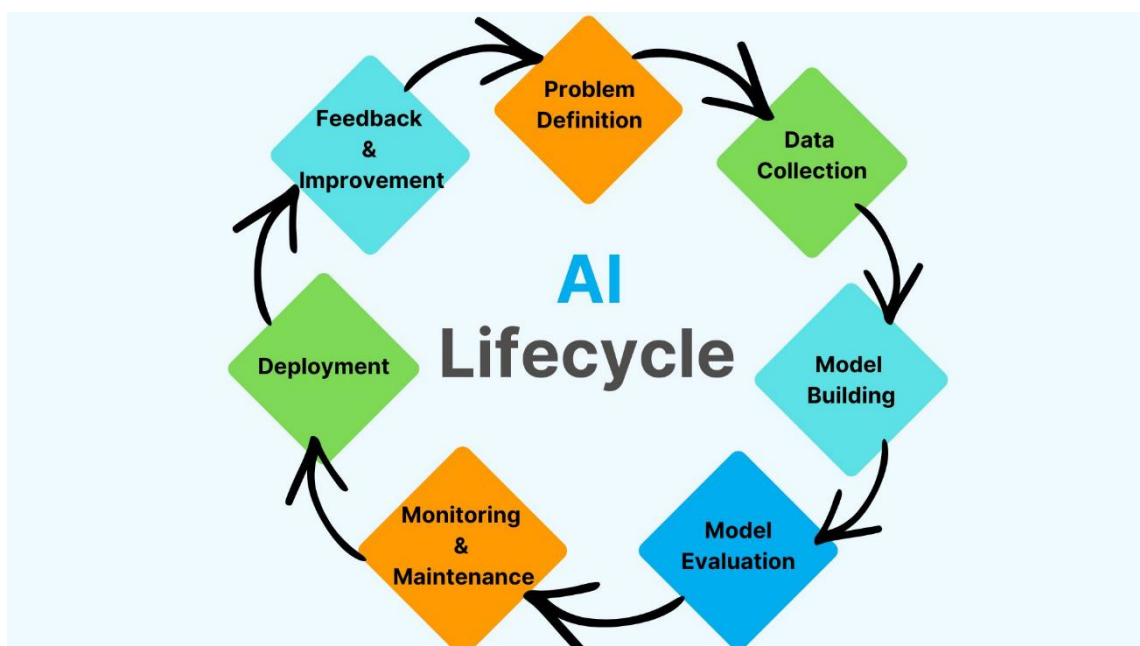 Problem
Definition
Data
Collection
Model
Building
Model
Evaluation
Monitoring
&
Maintenance
Deployment
Feedback
&
Improvement
AI
Lifecycle